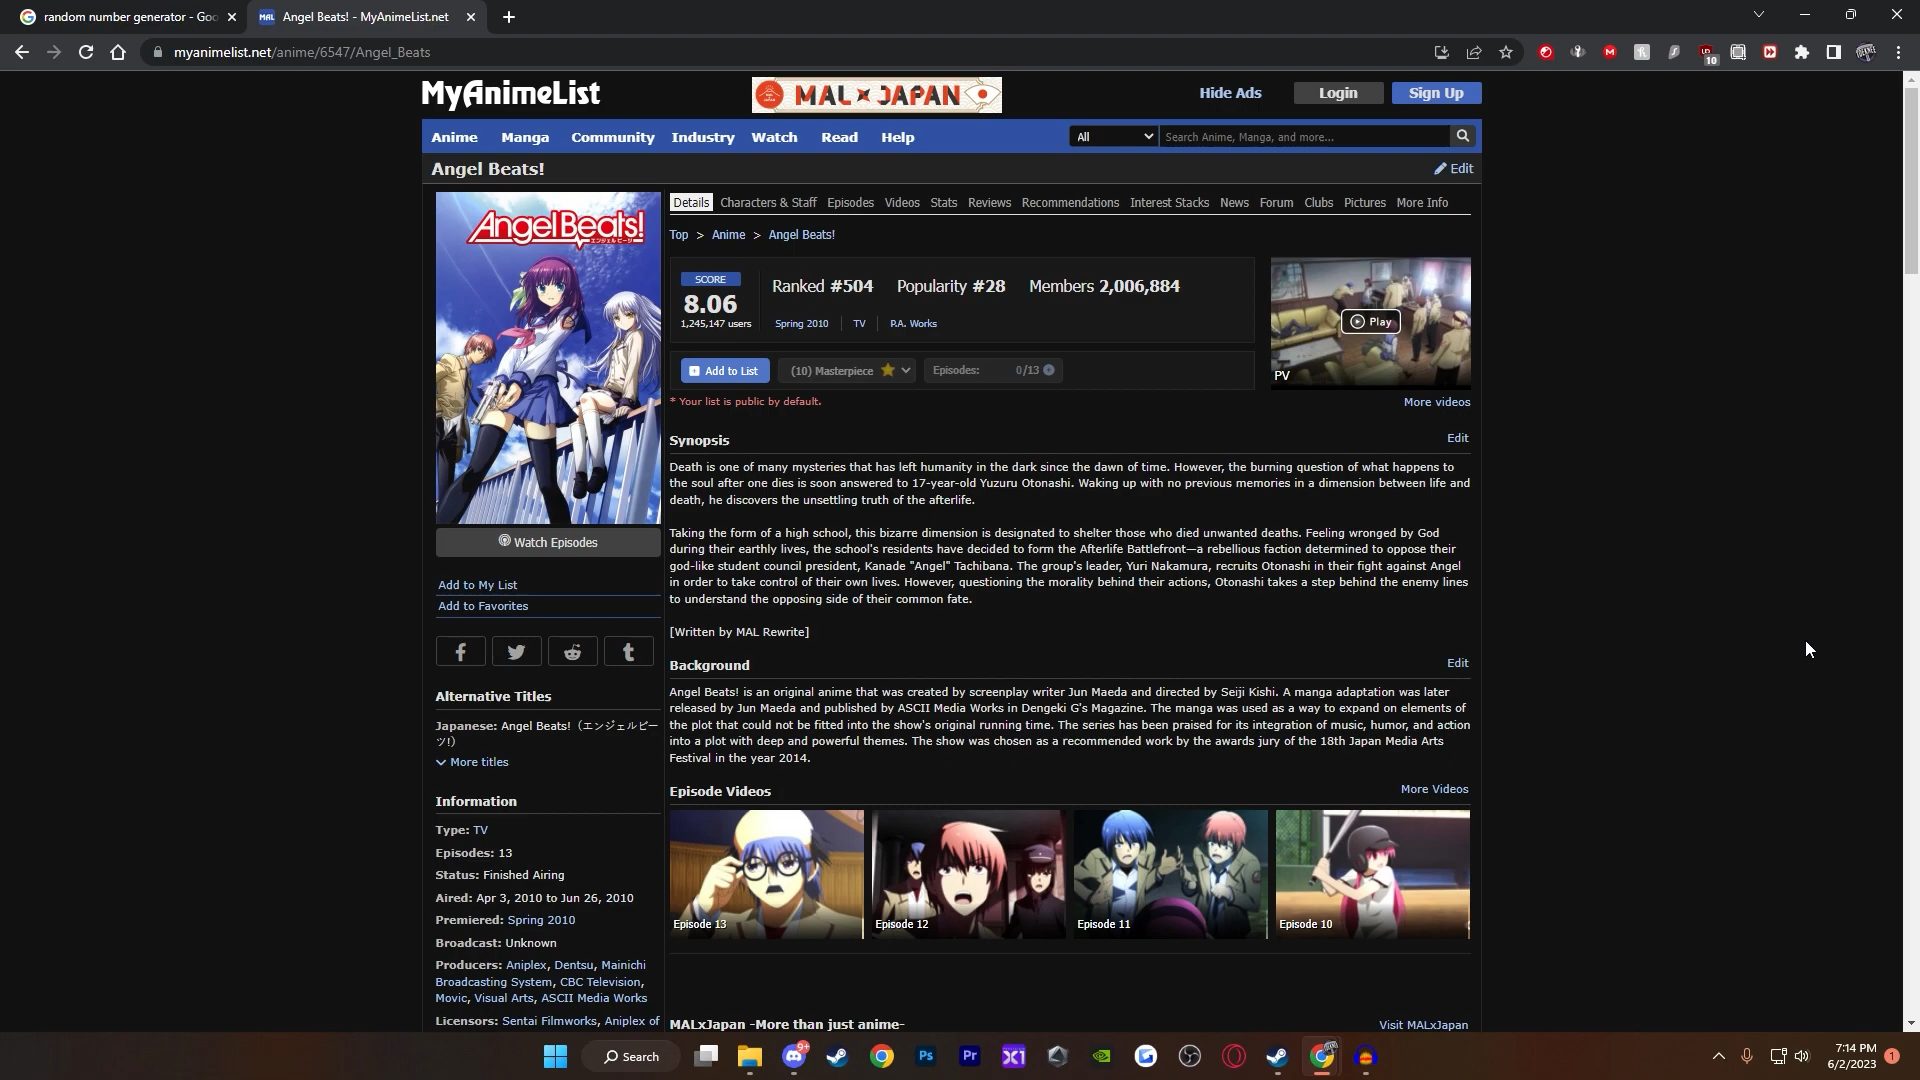 random number generator - Goo
Angel Beats! - MyAnimeList.net
myanimelist.net/anime/6547/Angel_Beats
10
MyAnimeList
MAL x JAPAN
Hide Ads
Login
Sign Up
Anime Manga Community Industry Watch Read Help
All
Search Anime, Manga, and more...
Angel Beats!
Edit
Angel Beats!
エンジェルビーツ!
Details Characters & Staff Episodes Videos Stats Reviews Recommendations Interest Stacks News Forum Clubs Pictures More Info
Top > Anime > Angel Beats!
SCORE
8.06
1,245,147 users
Ranked #504 Popularity #28 Members 2,006,884
Spring 2010 TV P.A. Works
Play
PV
Add to List
(10) Masterpiece
Episodes: 0/13
* Your list is public by default.
More videos
Synopsis
Edit
Death is one of many mysteries that has left humanity in the dark since the dawn of time. However, the burning question of what happens to
the soul after one dies is soon answered to 17-year-old Yuzuru Otonashi. Waking up with no previous memories in a dimension between life and
death, he discovers the unsettling truth of the afterlife.
Taking the form of a high school, this bizarre dimension is designated to shelter those who died unwanted deaths. Feeling wronged by God
during their earthly lives, the school's residents have decided to form the Afterlife Battlefront—a rebellious faction determined to oppose their
god-like student council president, Kanade "Angel" Tachibana. The group's leader, Yuri Nakamura, recruits Otonashi in their fight against Angel
in order to take control of their own lives. However, questioning the morality behind their actions, Otonashi takes a step behind the enemy lines
to understand the opposing side of their common fate.
[Written by MAL Rewrite]
Background
Edit
Angel Beats! is an original anime that was created by screenplay writer Jun Maeda and directed by Seiji Kishi. A manga adaptation was later
released by Jun Maeda and published by ASCII Media Works in Dengeki G's Magazine. The manga was used as a way to expand on elements of
the plot that could not be fitted into the show's original running time. The series has been praised for its integration of music, humor, and action
into a plot with deep and powerful themes. The show was chosen as a recommended work by the awards jury of the 18th Japan Media Arts
Festival in the year 2014.
Episode Videos
More Videos
Episode 13
Episode 12
Episode 11
Episode 10
MALxJapan -More than just anime-
Visit MALxJapan
Watch Episodes
Add to My List
Add to Favorites
Alternative Titles
Japanese: Angel Beats! (エンジェルビー
ツ!)
More titles
Information
Type: TV
Episodes: 13
Status: Finished Airing
Aired: Apr 3, 2010 to Jun 26, 2010
Premiered: Spring 2010
Broadcast: Unknown
Producers: Aniplex, Dentsu, Mainichi
Broadcasting System, CBC Television,
Movic, Visual Arts, ASCII Media Works
Licensors: Sentai Filmworks, Aniplex of
Search
9+
Ps
Pr
X1
7:14 PM
6/2/2023
1